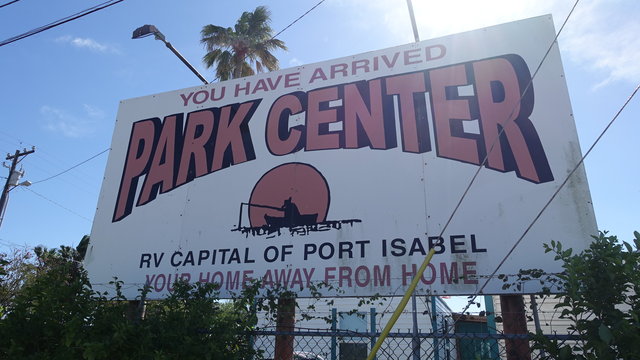 YOU HAVE ARRIVED
PARK CENTER
RV CAPITAL OF PORT ISABEL
YOUR HOME AWAY FROM HOME